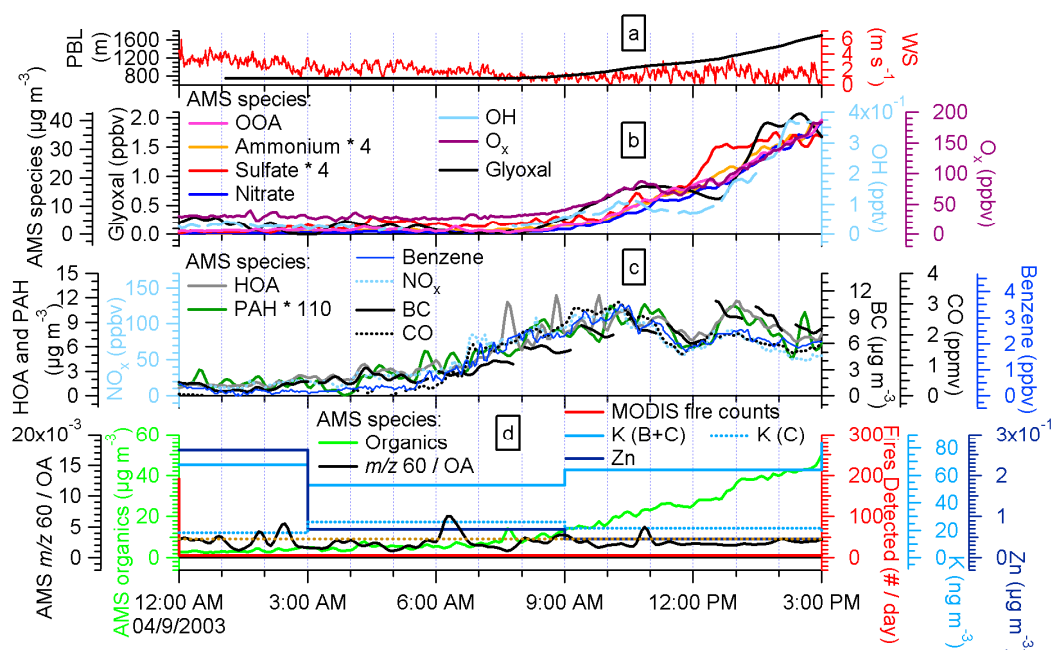 PBL
(m)
1600
1200
800
a
6
4
2
0
WS
(m s-1)
AMS species (µg m-3)
40
30
20
10
0
Glyoxal (ppbv)
2.0
1.5
1.0
0.5
0.0
AMS species:
OOA
Ammonium * 4
Sulfate * 4
Nitrate
OH
Ox
Glyoxal
b
4x10-1
3
2
1
0
OH (pptv)
200
150
100
50
0
Ox (ppbv)
HOA and PAH
(µg m-3)
15
12
9
6
3
0
NOx (ppbv)
150
100
50
0
AMS species:
HOA
PAH * 110
Benzene
NOx
BC
CO
c
12
9
6
3
0
BC (µg m-3)
4
3
2
1
0
CO (ppmv)
4
3
2
1
0
Benzene (ppbv)
AMS m/z 60 / OA
20x10-3
15
10
5
0
AMS organics (µg m-3)
60
40
20
0
AMS species:
Organics
m/z 60 / OA
d
MODIS fire counts
K (B+C)
K (C)
Zn
300
200
100
0
Fires Detected (# / day)
80
60
40
20
0
K (ng m-3)
3x10-1
2
1
0
Zn (µg m-3)
12:00 AM
3:00 AM
6:00 AM
9:00 AM
12:00 PM
3:00 PM
04/9/2003